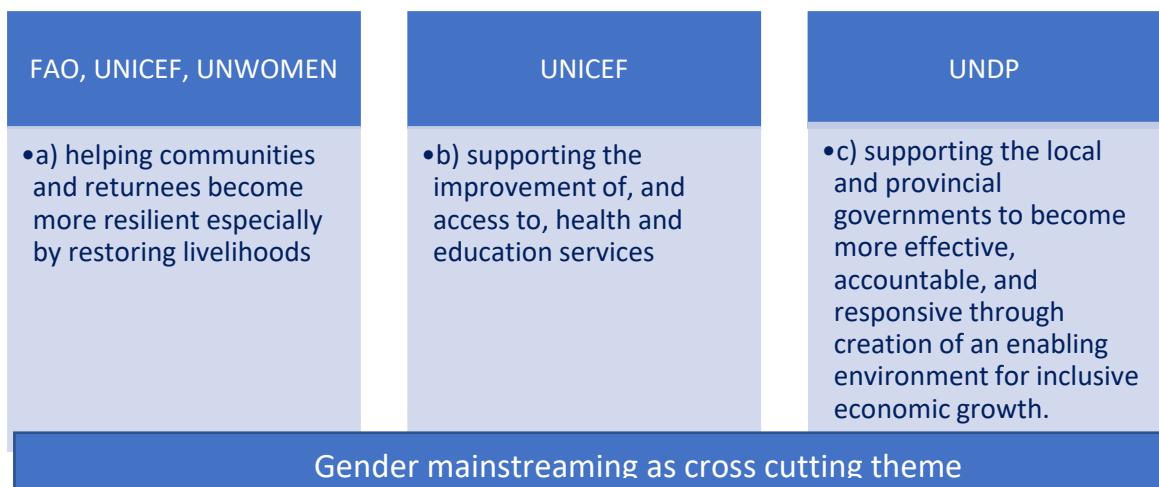 FAO, UNICEF, UNWOMEN
•a) helping communities
and returnees become
more resilient especially
by restoring livelihoods
UNICEF
•b) supporting the
improvement of, and
access to, health and
education services
UNDP
•c) supporting the local
and provincial
governments to become
more effective,
accountable, and
responsive through
creation of an enabling
environment for inclusive
economic growth.
Gender mainstreaming as cross cutting theme